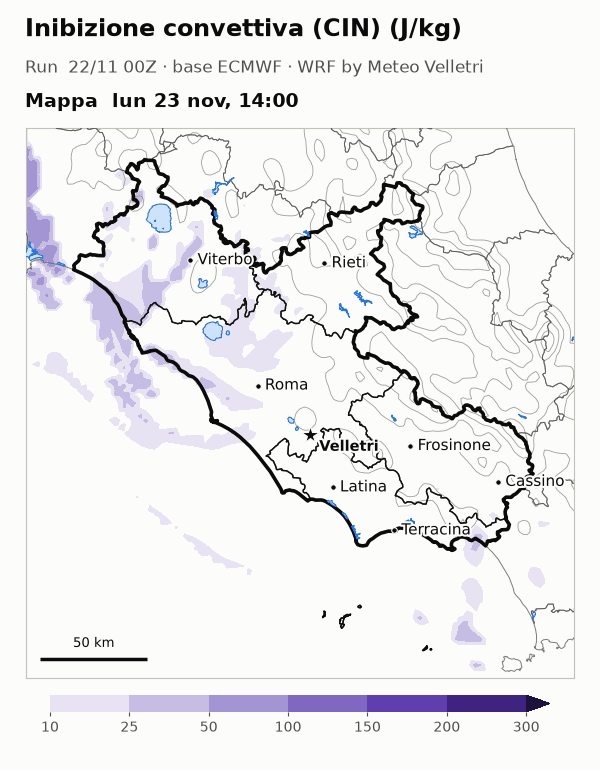 Inibizione convettiva (CIN) (J/kg)
Run  22/11 00Z · base ECMWF · WRF by Meteo Velletri
Mappa  lun 23 nov, 14:00
Viterbo
Rieti
Roma
Velletri
Frosinone
Cassino
Latina
Terracina
50 km
10 25 50 100 150 200 300